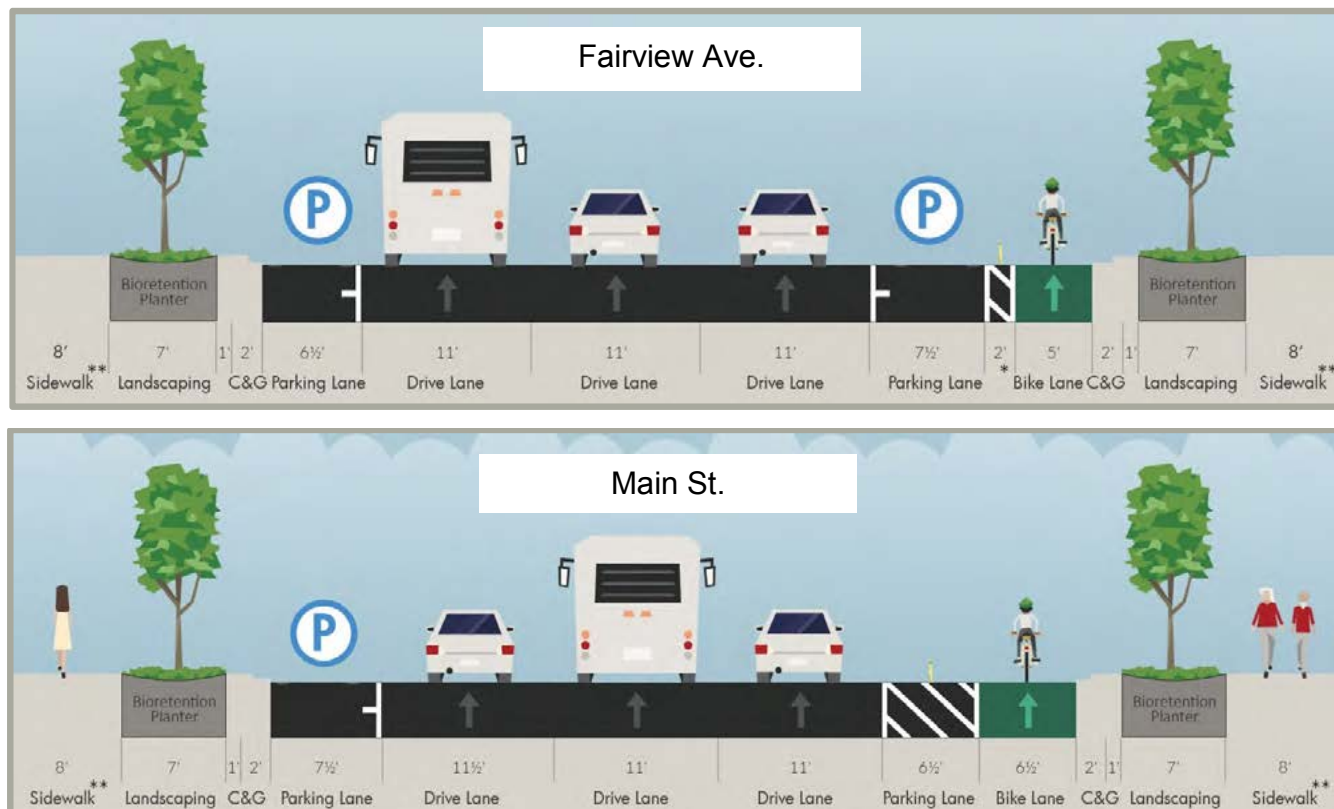 Fairview Ave.
P
P
Bioretention
Planter
Bioretention
Planter
8' 7' 1' 2' 6½' 11' 11' 11' 7½' 2' 5' 2' 1' 7' 8'
Sidewalk** Landscaping C&G Parking Lane Drive Lane Drive Lane Drive Lane Parking Lane * Bike Lane C&G Landscaping Sidewalk**
Main St.
P
Bioretention
Planter
Bioretention
Planter
8' 7' 1' 2' 7½' 11½' 11' 11' 6½' 6½' 2' 1' 7' 8'
Sidewalk** Landscaping C&G Parking Lane Drive Lane Drive Lane Drive Lane Parking Lane Bike Lane C&G Landscaping Sidewalk**